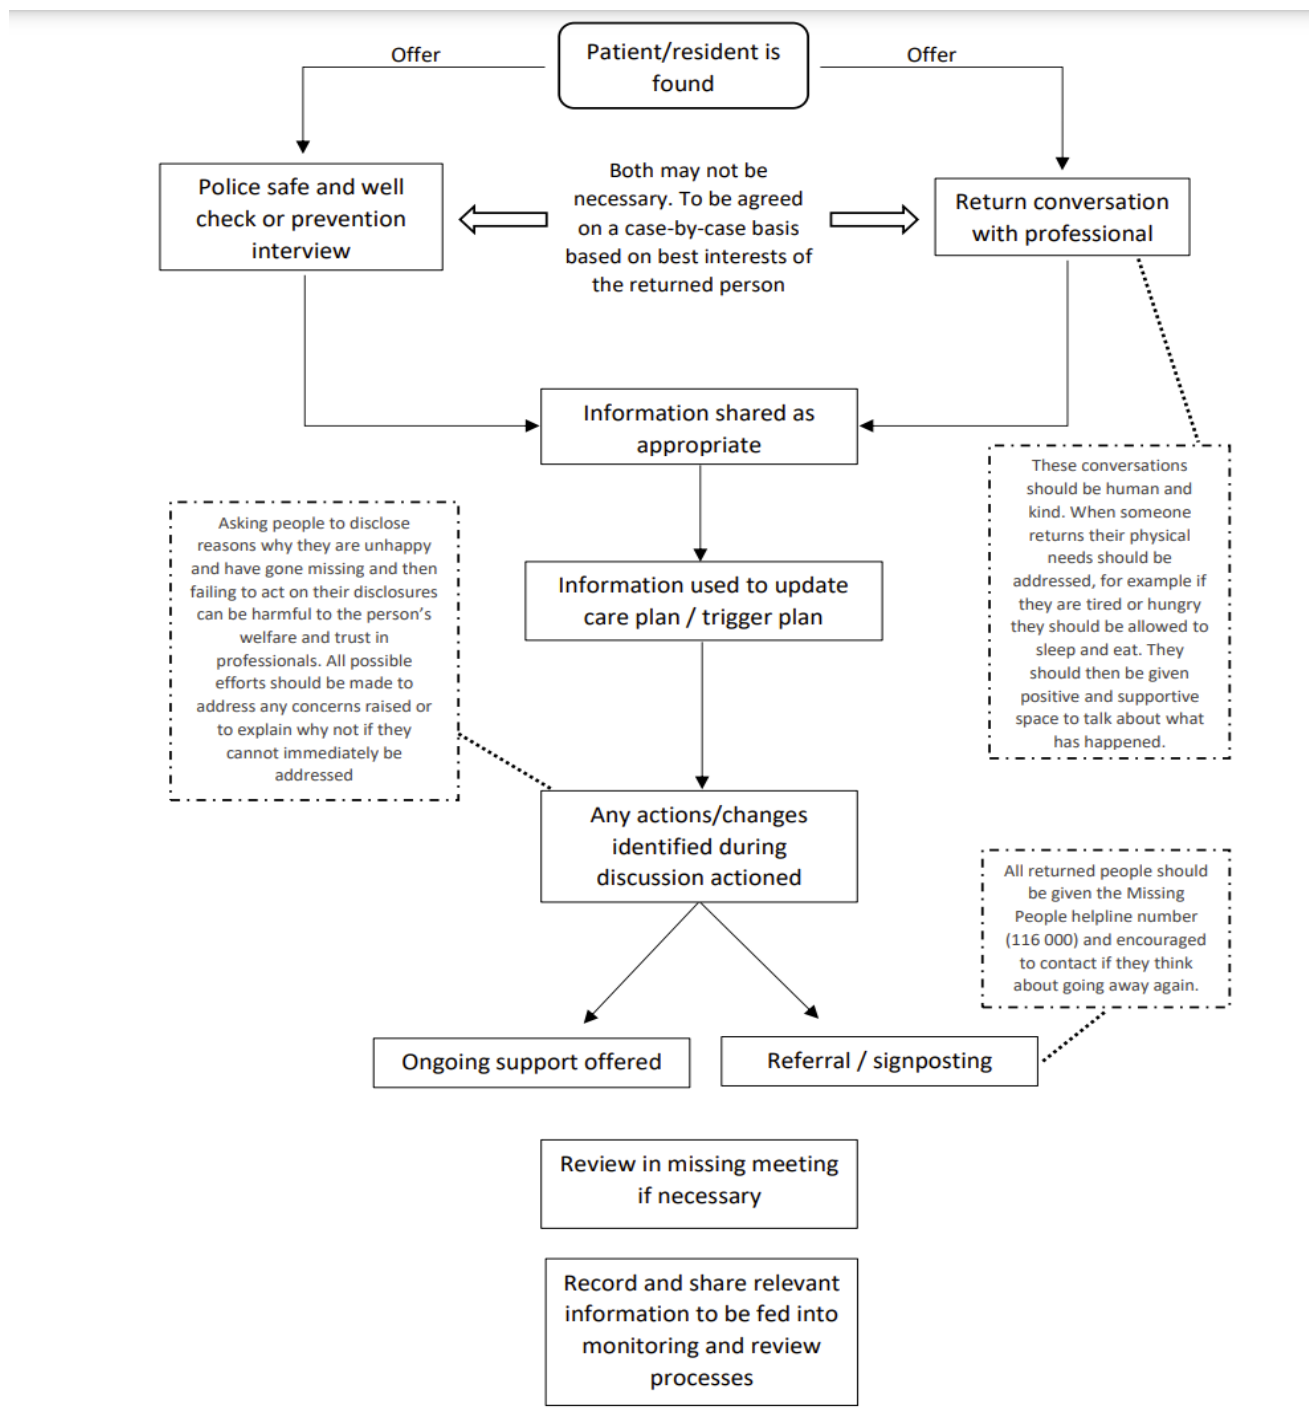 Offer
Patient/resident is
found
Offer
Police safe and well
check or prevention
interview
Both may not be
necessary. To be agreed
on a case-by-case basis
based on best interests of
the returned person
Return conversation
with professional
Information shared as
appropriate
These conversations
should be human and
kind. When someone
returns their physical
needs should be
addressed, for example if
they are tired or hungry
they should be allowed to
sleep and eat. They
should then be given
positive and supportive
space to talk about what
has happened.
Asking people to disclose
reasons why they are unhappy
and have gone missing and then
failing to act on their disclosures
can be harmful to the person’s
welfare and trust in
professionals. All possible
efforts should be made to
address any concerns raised or
to explain why not if they
cannot immediately be
addressed
Information used to update
care plan / trigger plan
Any actions/changes
identified during
discussion actioned
All returned people should
be given the Missing
People helpline number
(116 000) and encouraged
to contact if they think
about going away again.
Ongoing support offered
Referral / signposting
Review in missing meeting
if necessary
Record and share relevant
information to be fed into
monitoring and review
processes